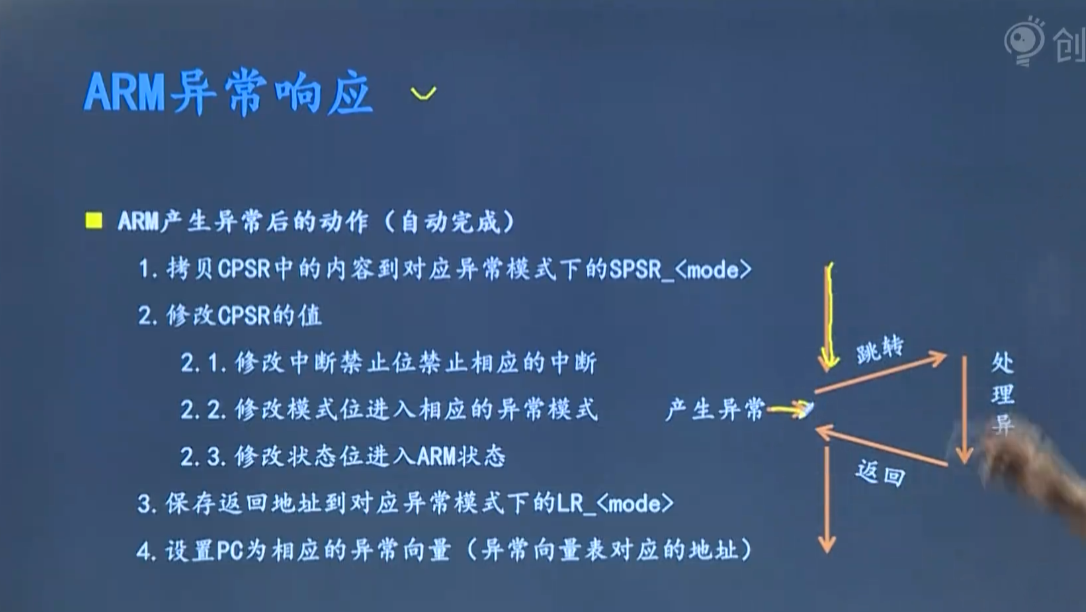 创
ARM异常响应
ARM产生异常后的动作（自动完成）
1.拷贝CPSR中的内容到对应异常模式下的SPSR_<mode>
2.修改CPSR的值
2.1.修改中断禁止位禁止相应的中断
2.2.修改模式位进入相应的异常模式
2.3.修改状态位进入ARM状态
3.保存返回地址到对应异常模式下的LR_<mode>
4.设置PC为相应的异常向量（异常向量表对应的地址）
跳转
产生异常
处理异
返回